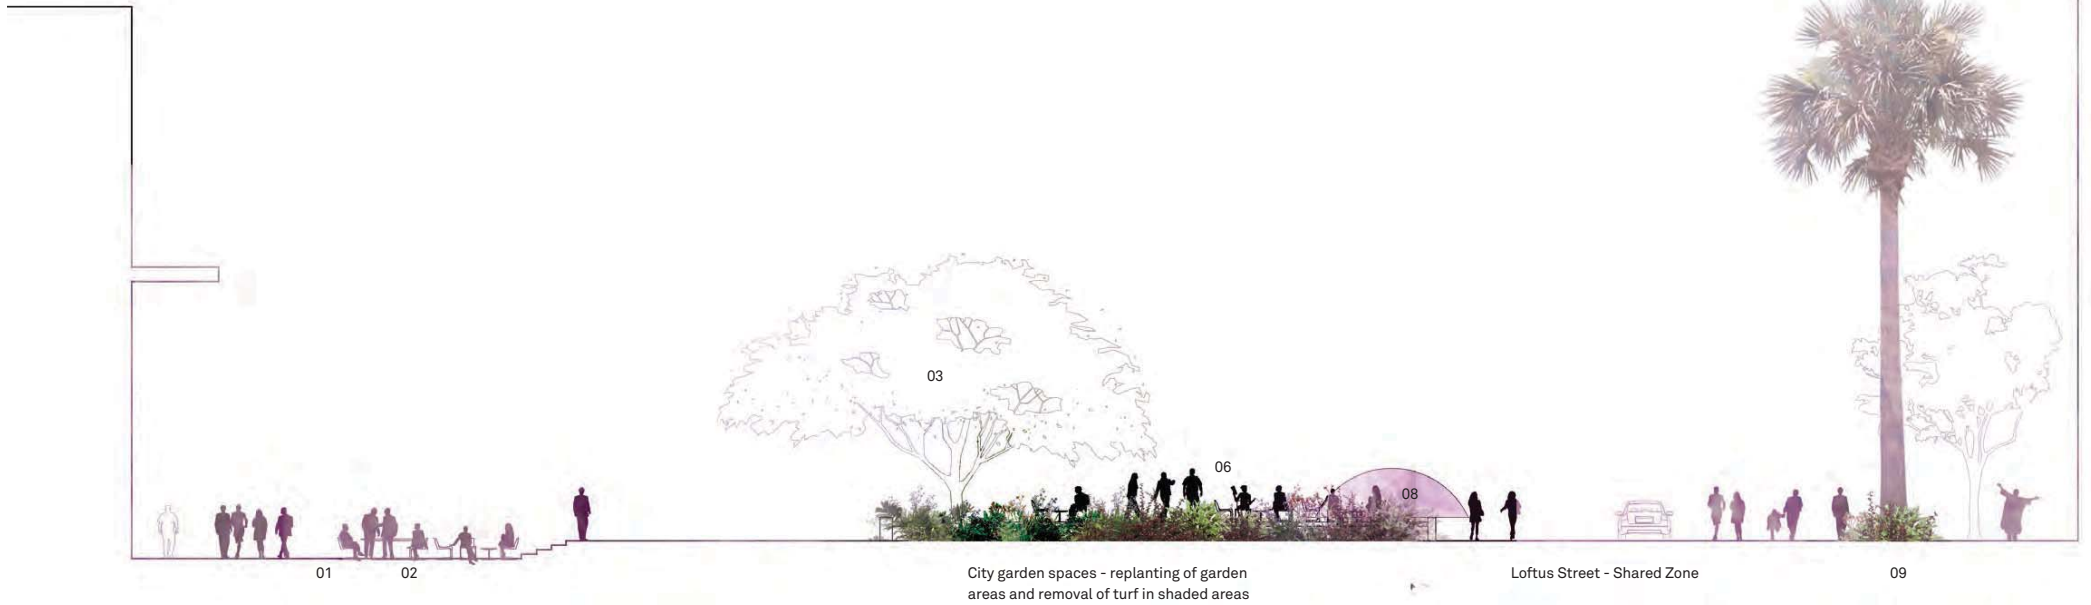 03
06
08
01
02
City garden spaces - replanting of garden
areas and removal of turf in shaded areas
Loftus Street - Shared Zone
09